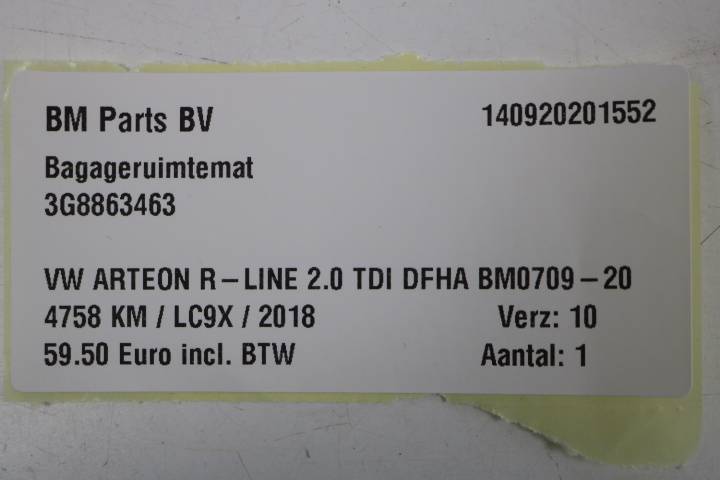 BM Parts BV 140920201552
Bagageruimtemat
3G8863463
VW ARTEON R-LINE 2.0 TDI DFHA BM0709-20
4758 KM / LC9X / 2018 Verz: 10
59.50 Euro incl. BTW Aantal: 1